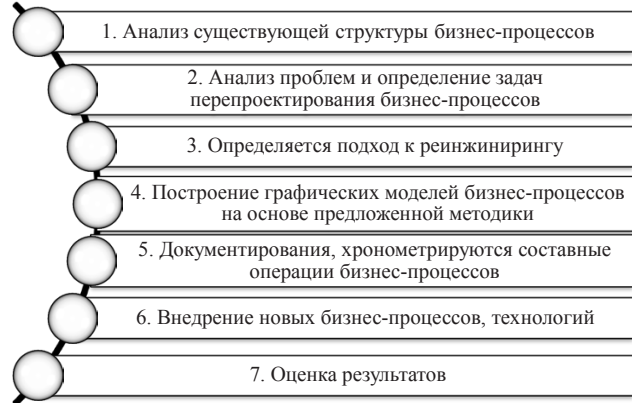 1. Анализ существующей структуры бизнес-процессов
2. Анализ проблем и определение задач
перепроектирования бизнес-процессов
3. Определяется подход к реинжинирингу
4. Построение графических моделей бизнес-процессов
на основе предложенной методики
5. Документирования, хронометрируются составные
операции бизнес-процессов
6. Внедрение новых бизнес-процессов, технологий
7. Оценка результатов